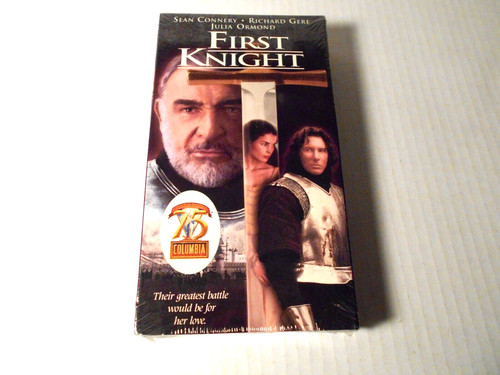 SEAN CONNERY • RICHARD GERE
JULIA ORMOND
FIRST
KNIGHT
75
COLUMBIA
Their greatest battle
would be for
her love.